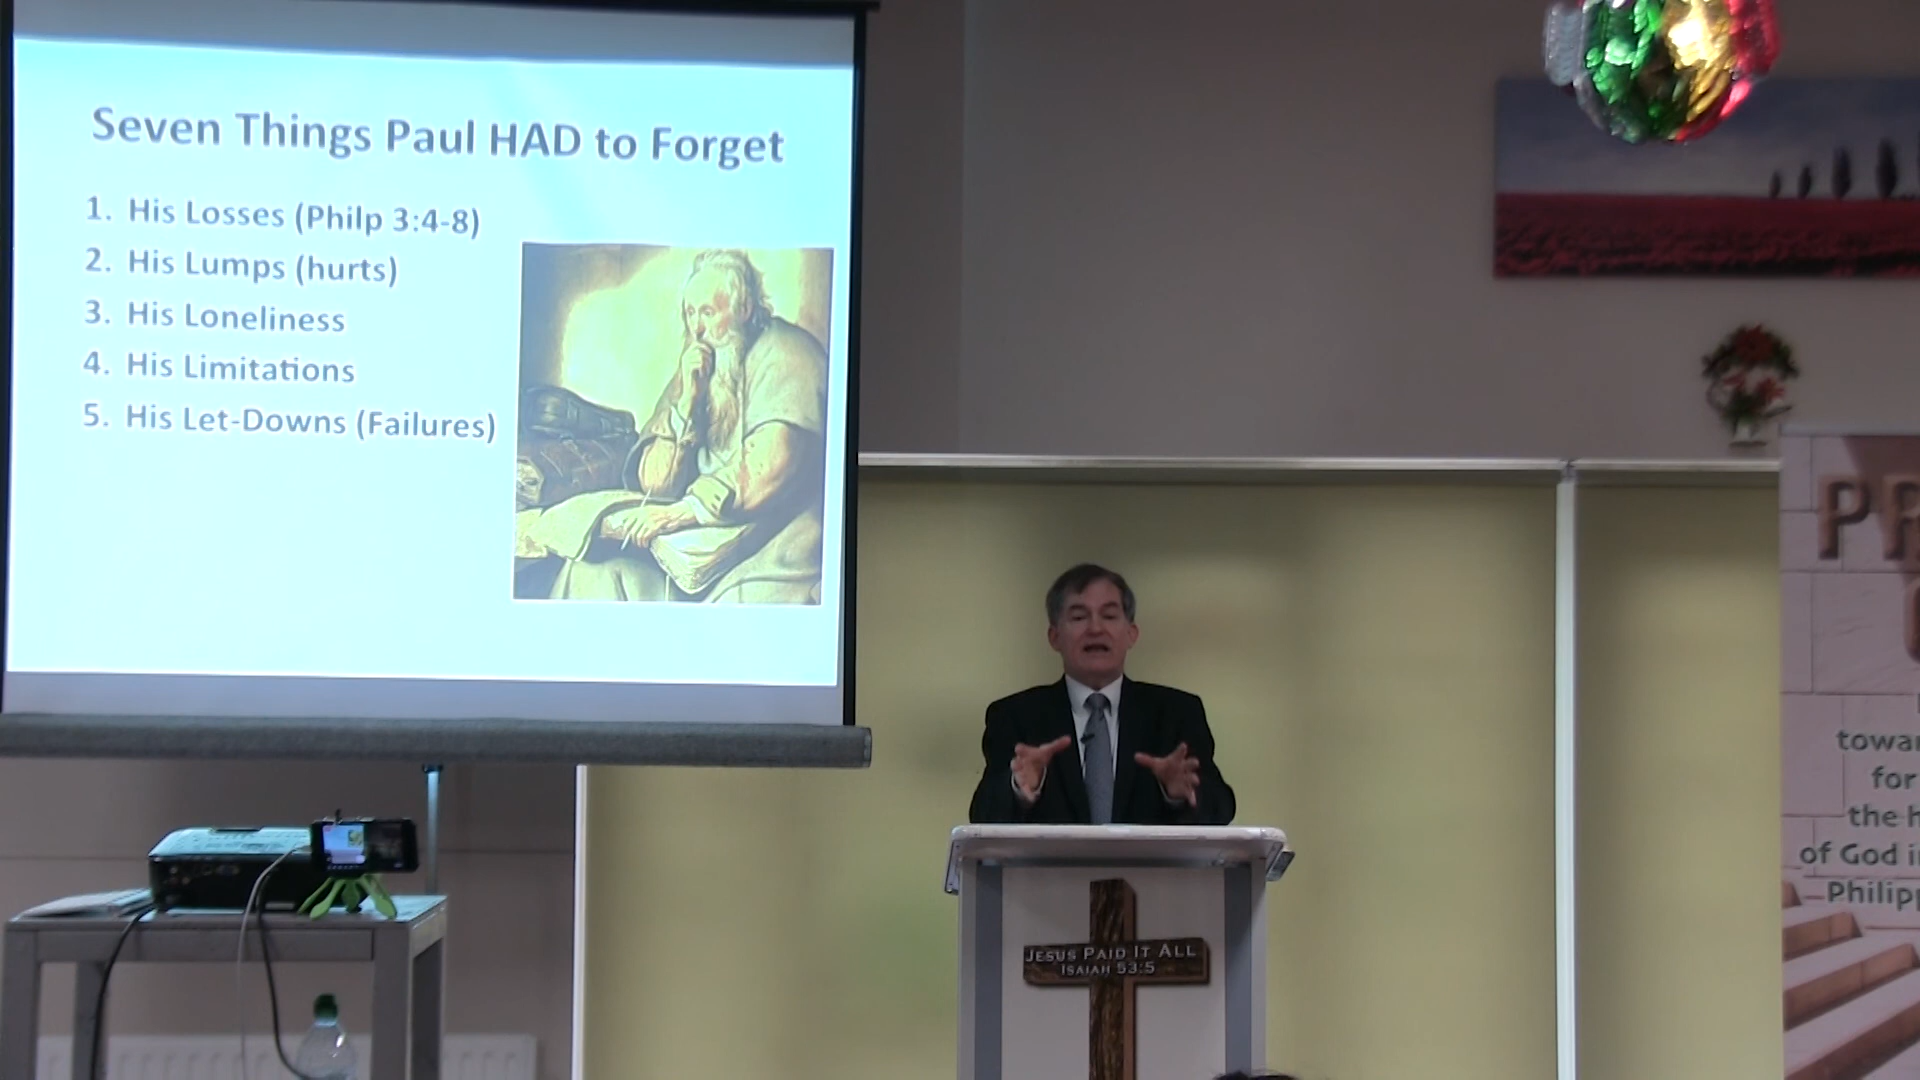 Seven Things Paul HAD to Forget
1. His Losses (Philp 3:4-8)
2. His Lumps (hurts)
3. His Loneliness
4. His Limitations
5. His Let-Downs (Failures)
JESUS PAID IT ALL
ISAIAH 53:5
for
the
of God